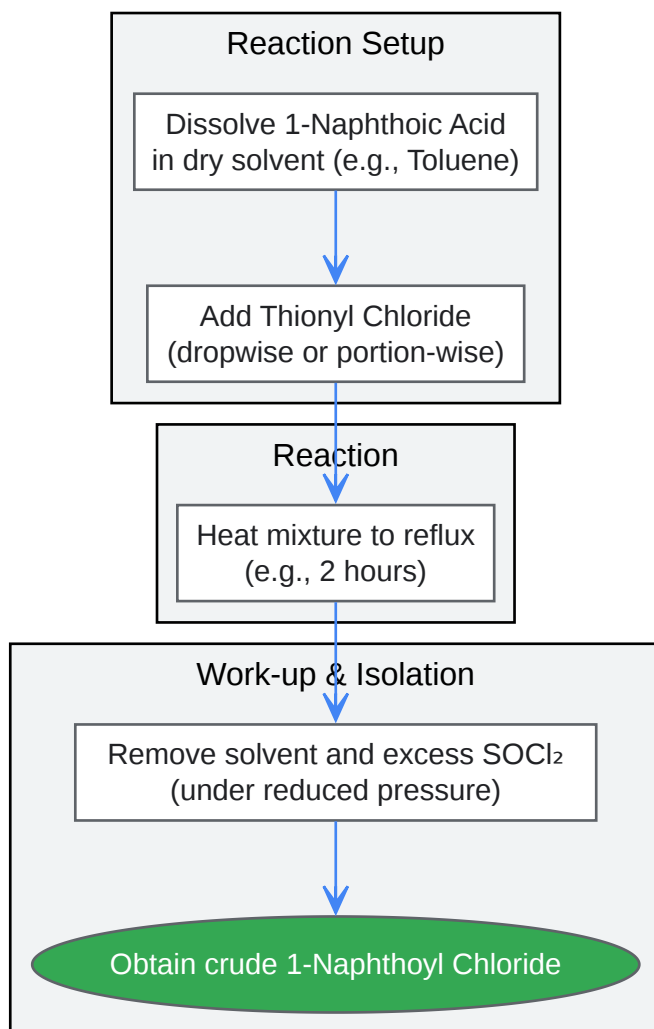 Reaction Setup
Dissolve 1-Naphthoic Acid
in dry solvent (e.g., Toluene)
Add Thionyl Chloride
(dropwise or portion-wise)
Reaction
Heat mixture to reflux
(e.g., 2 hours)
Work-up & Isolation
Remove solvent and excess SOCl₂
(under reduced pressure)
Obtain crude 1-Naphthoyl Chloride